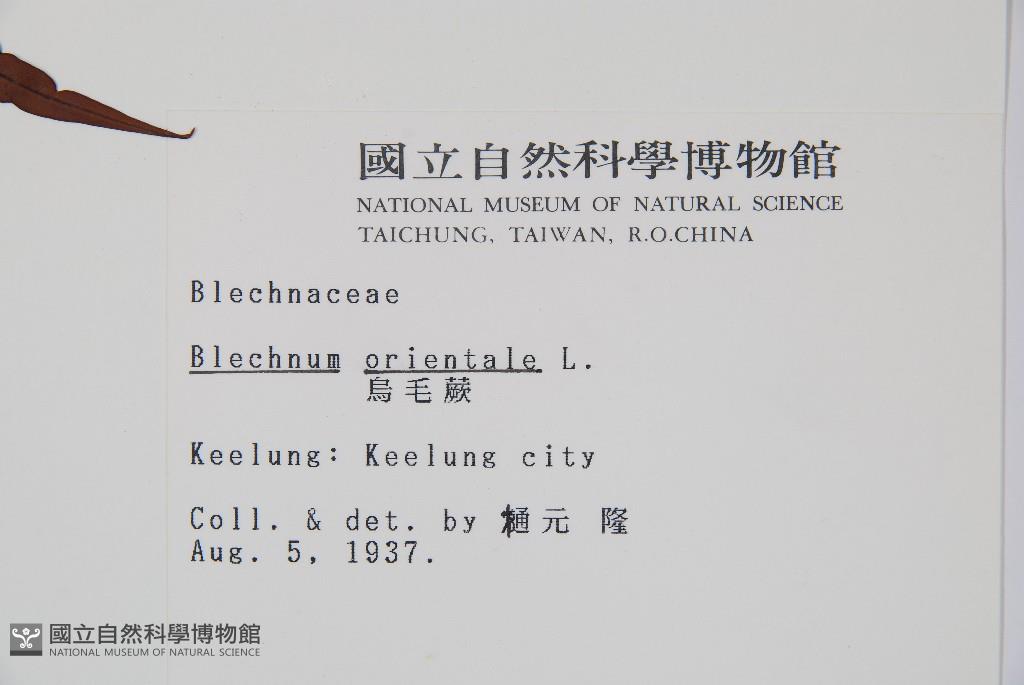 國立自然科學博物館
NATIONAL MUSEUM OF NATURAL SCIENCE
TAICHUNG, TAIWAN, R.O.CHINA
Blechnaceae
Blechnum orientale L.
烏毛蕨
Keelung: Keelung city
Coll. & det. by 樋元 隆
Aug. 5, 1937.
國立自然科學博物館
NATIONAL MUSEUM OF NATURAL SCIENCE